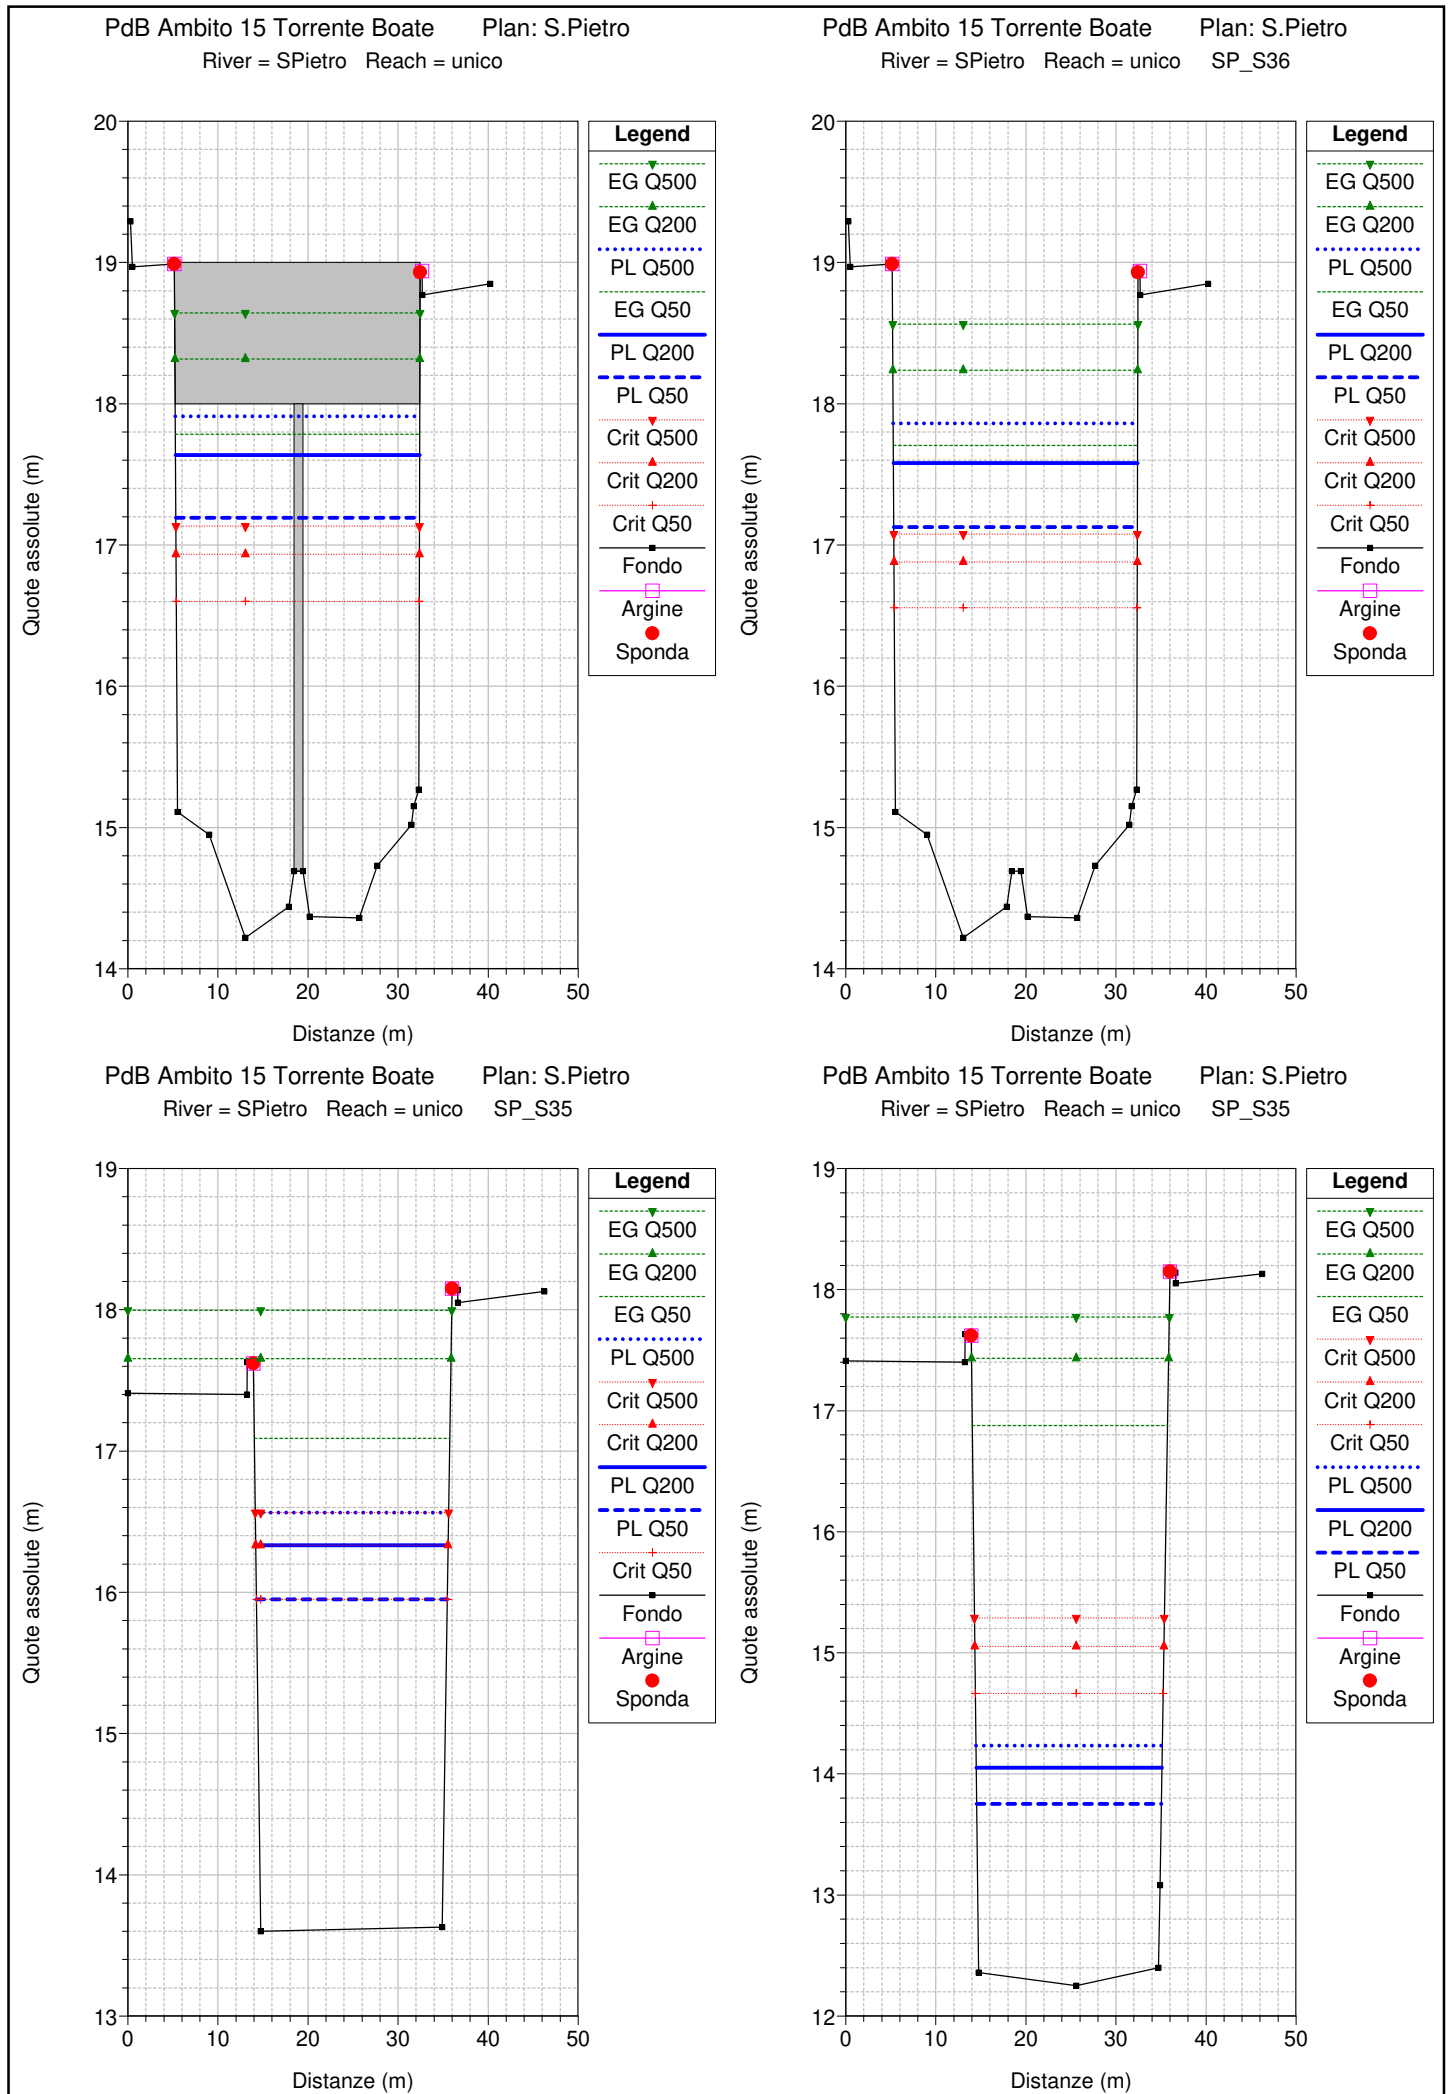 PdB Ambito 15 Torrente Boate Plan: S.Pietro
River = SPietro Reach = unico
20
19
18
17
16
15
14
0 10 20 30 40 50
Quote assolute (m)
Distanze (m)
Legend
EG Q500
EG Q200
PL Q500
EG Q50
PL Q200
PL Q50
Crit Q500
Crit Q200
Crit Q50
Fondo
Argine
Sponda
PdB Ambito 15 Torrente Boate Plan: S.Pietro
River = SPietro Reach = unico SP_S36
20
19
18
17
16
15
14
0 10 20 30 40 50
Quote assolute (m)
Distanze (m)
Legend
EG Q500
EG Q200
PL Q500
EG Q50
PL Q200
PL Q50
Crit Q500
Crit Q200
Crit Q50
Fondo
Argine
Sponda
PdB Ambito 15 Torrente Boate Plan: S.Pietro
River = SPietro Reach = unico SP_S35
19
18
17
16
15
14
13
0 10 20 30 40 50
Quote assolute (m)
Distanze (m)
Legend
EG Q500
EG Q200
EG Q50
PL Q500
Crit Q500
Crit Q200
PL Q200
PL Q50
Crit Q50
Fondo
Argine
Sponda
PdB Ambito 15 Torrente Boate Plan: S.Pietro
River = SPietro Reach = unico SP_S35
19
18
17
16
15
14
13
12
0 10 20 30 40 50
Quote assolute (m)
Distanze (m)
Legend
EG Q500
EG Q200
EG Q50
Crit Q500
Crit Q200
Crit Q50
PL Q500
PL Q200
PL Q50
Fondo
Argine
Sponda